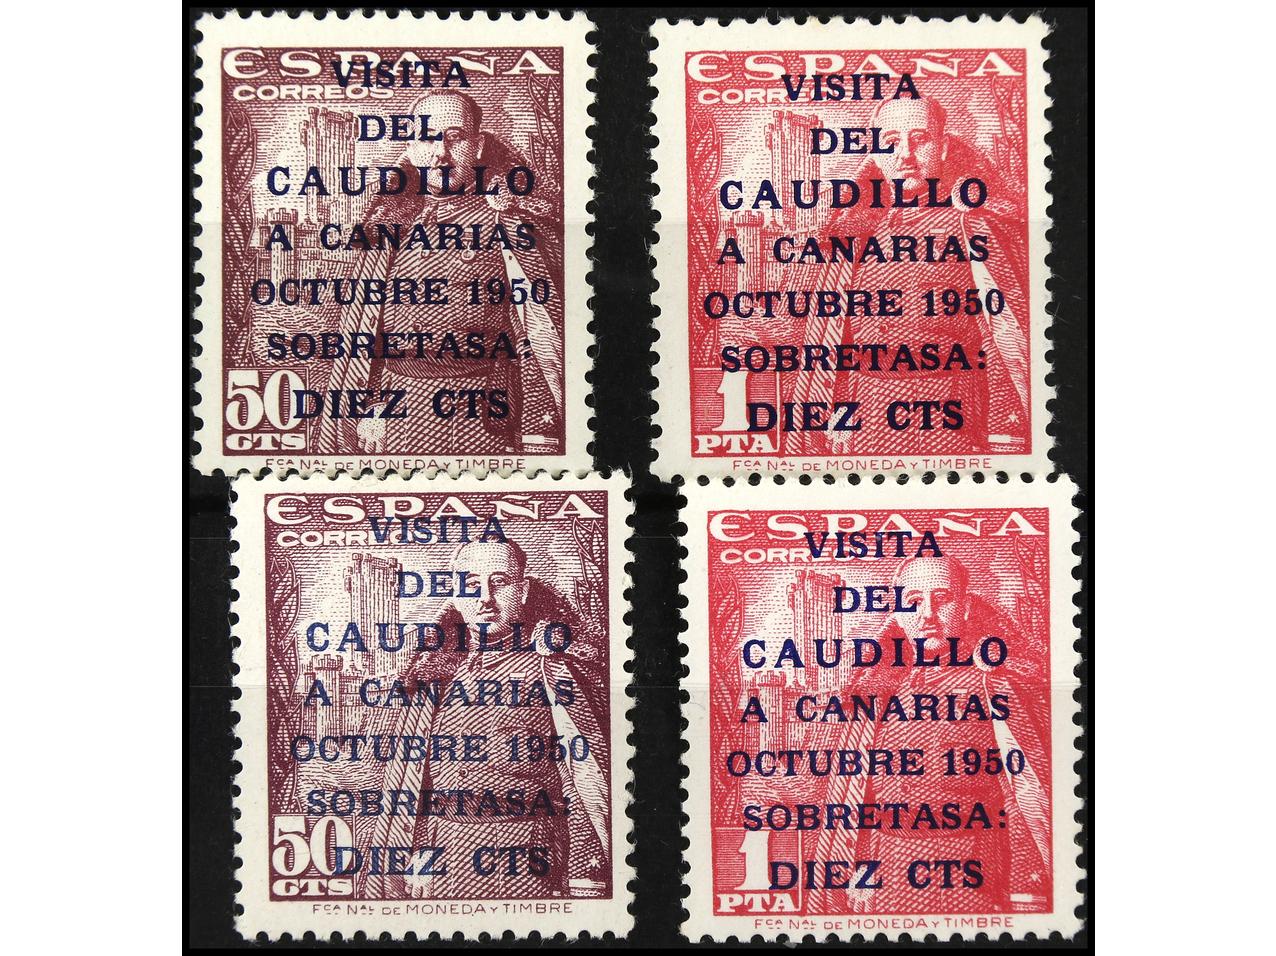 ESPAÑA
CORREOS
VISITA
DEL
CAUDILLO
A CANARIAS
OCTUBRE 1950
SOBRETASA:
DIEZ CTS
50
CTS
FCA NAL DE MONEDA Y TIMBRE
ESPAÑA
CORRE
VISITA
DEL
CAUDILLO
A CANARIAS
OCTUBRE 1950
SOBRETASA:
DIEZ CTS
1
PTA
FCA NAL DE MONEDA Y TIMBRE
ESPAÑA
CORR
VISITA
DEL
CAUDILLO
A CANARIAS
OCTUBRE 1950
SOBRETASA:
DIEZ CTS
50
CTS
FCA NAL DE MONEDA Y TIMBRE
ESPAÑA
CORRE
VISITA
DEL
CAUDILLO
A CANARIAS
OCTUBRE 1950
SOBRETASA:
DIEZ CTS
1
PTA
FCA NAL DE MONEDA Y TIMBRE